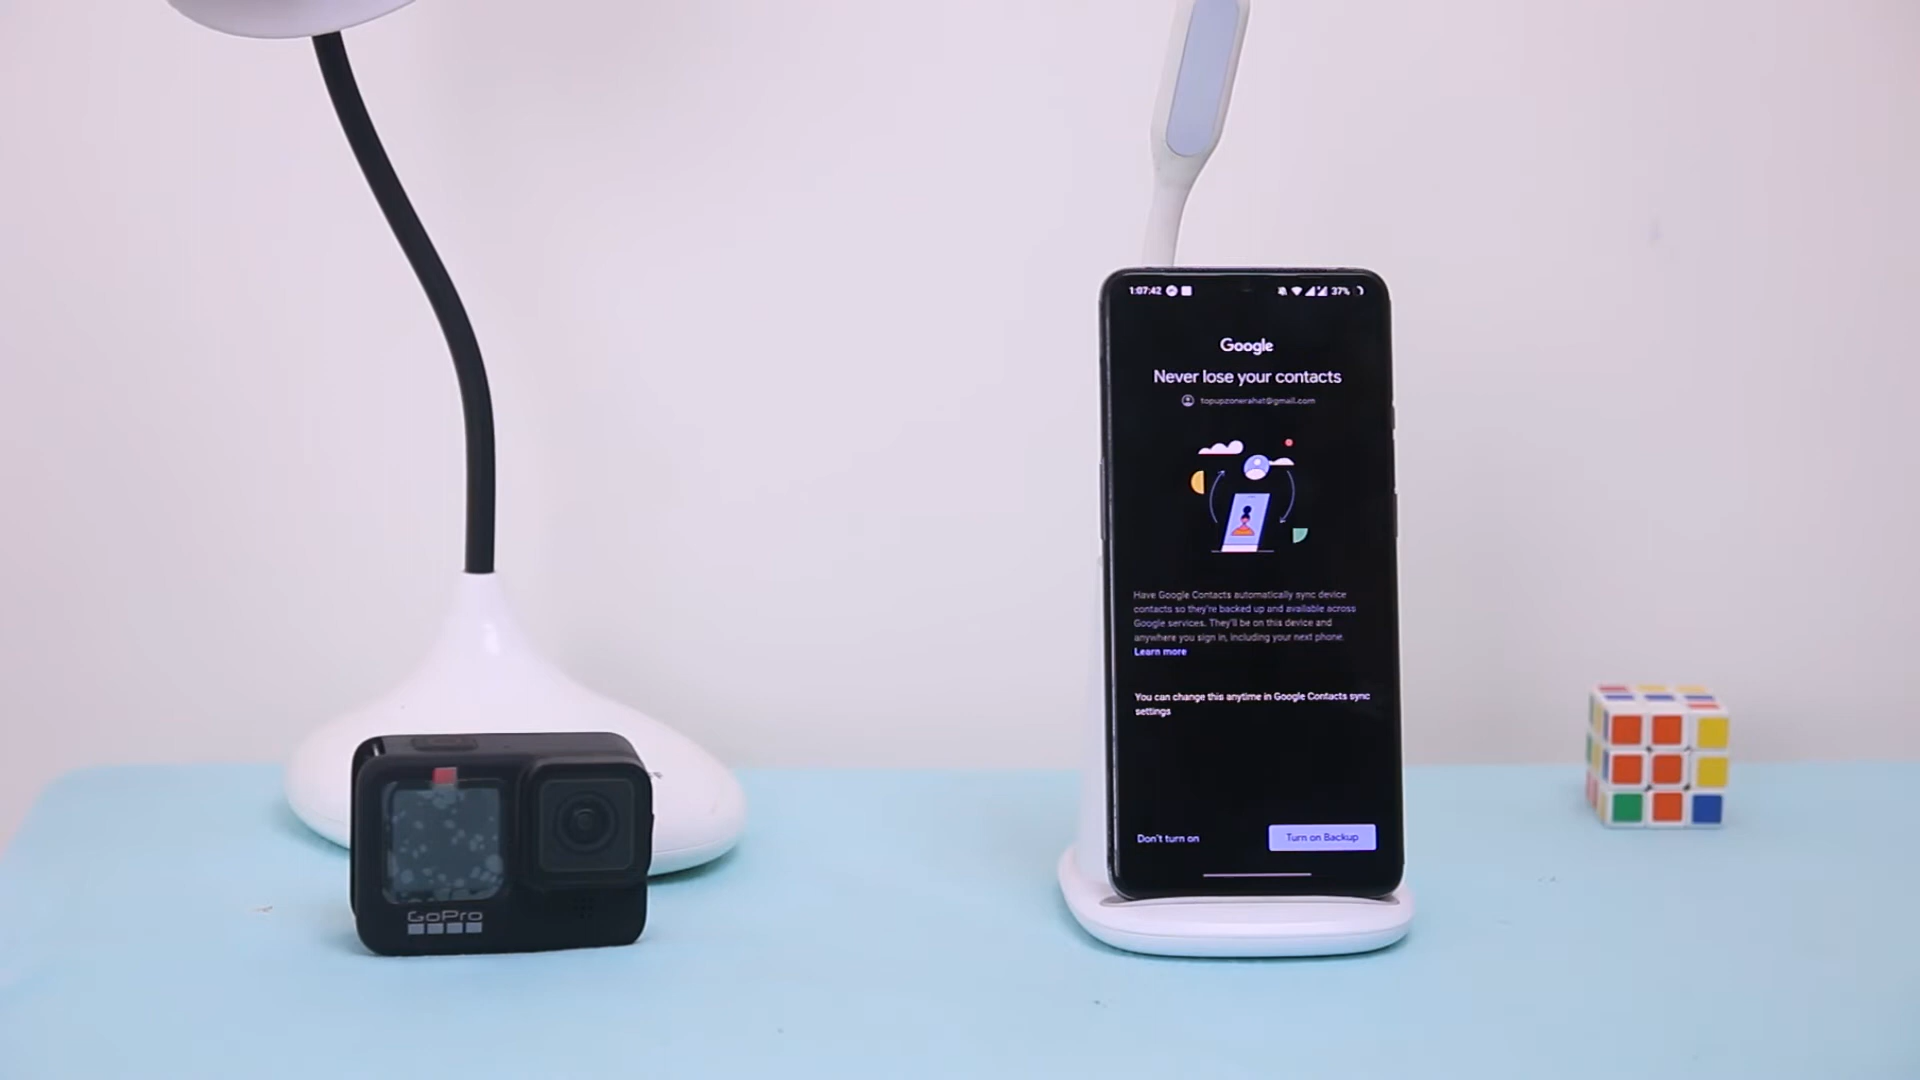 1:07:42
37%
Google
Never lose your contacts
topupzonerahat@gmail.com
Have Google Contacts automatically sync device
contacts so they're backed up and available across
Google services. They'll be on this device and
anywhere you sign in, including your next phone.
Learn more
You can change this anytime in Google Contacts sync
settings
Don't turn on
Turn on Backup
GoPro